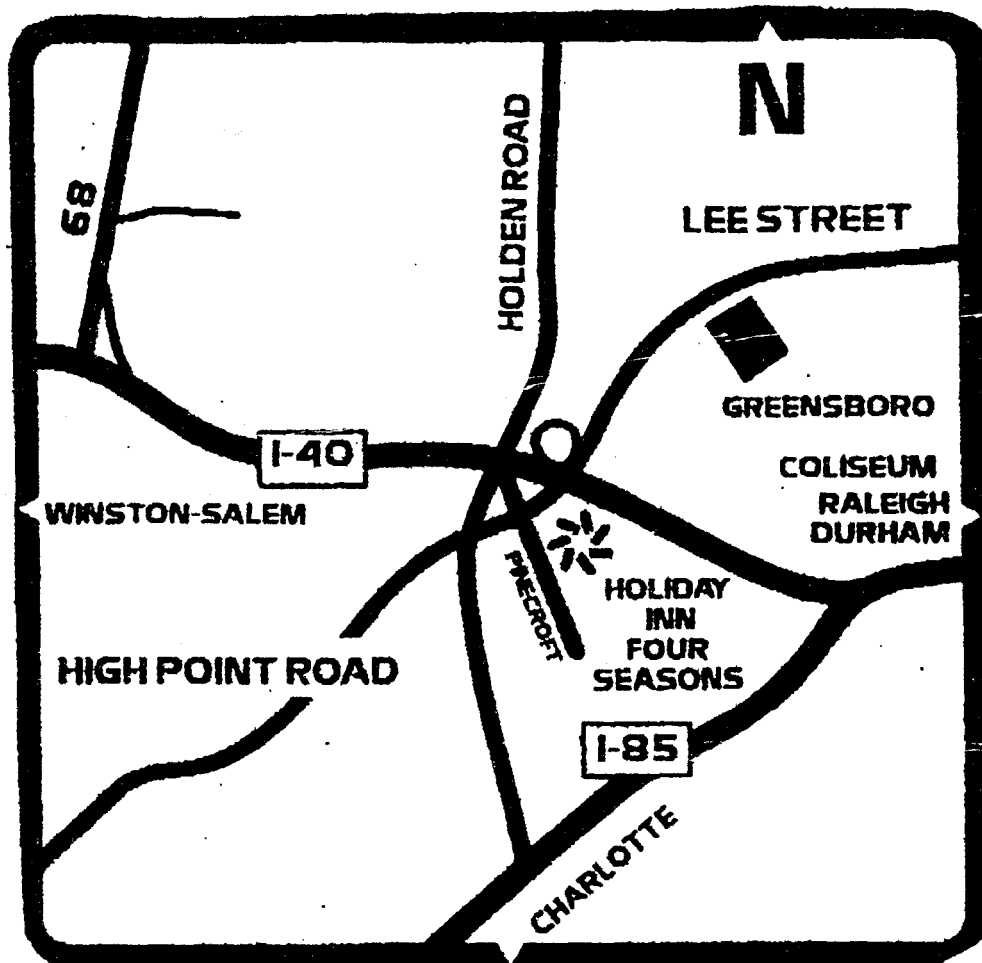 N
68
HOLDEN ROAD
LEE STREET
GREENSBORO
COLISEUM
I-40
WINSTON-SALEM
RALEIGH
DURHAM
PINECROFT
HOLIDAY
INN
FOUR
SEASONS
HIGH POINT ROAD
I-85
CHARLOTTE